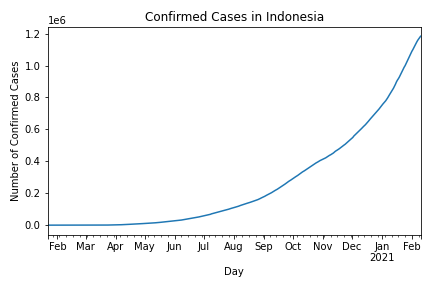 Confirmed Cases in Indonesia
1e6
1.2
1.0
0.8
0.6
0.4
0.2
0.0
Number of Confirmed Cases
Feb Mar Apr May Jun Jul Aug Sep Oct Nov Dec Jan Feb
2021
Day